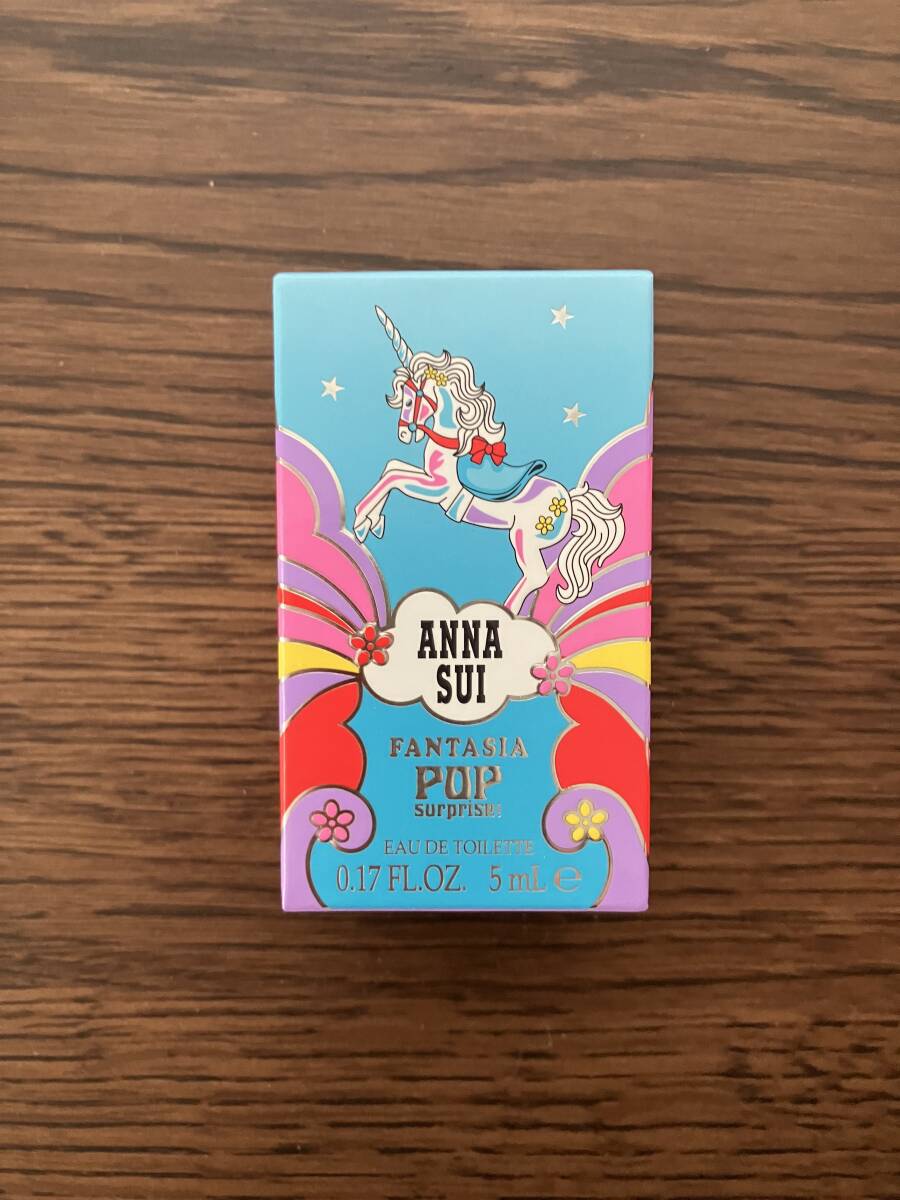 ANNA
SUI
FANTASIA
POP
surprise!
EAU DE TOILETTE
0.17 FL.OZ. 5 mL ℮